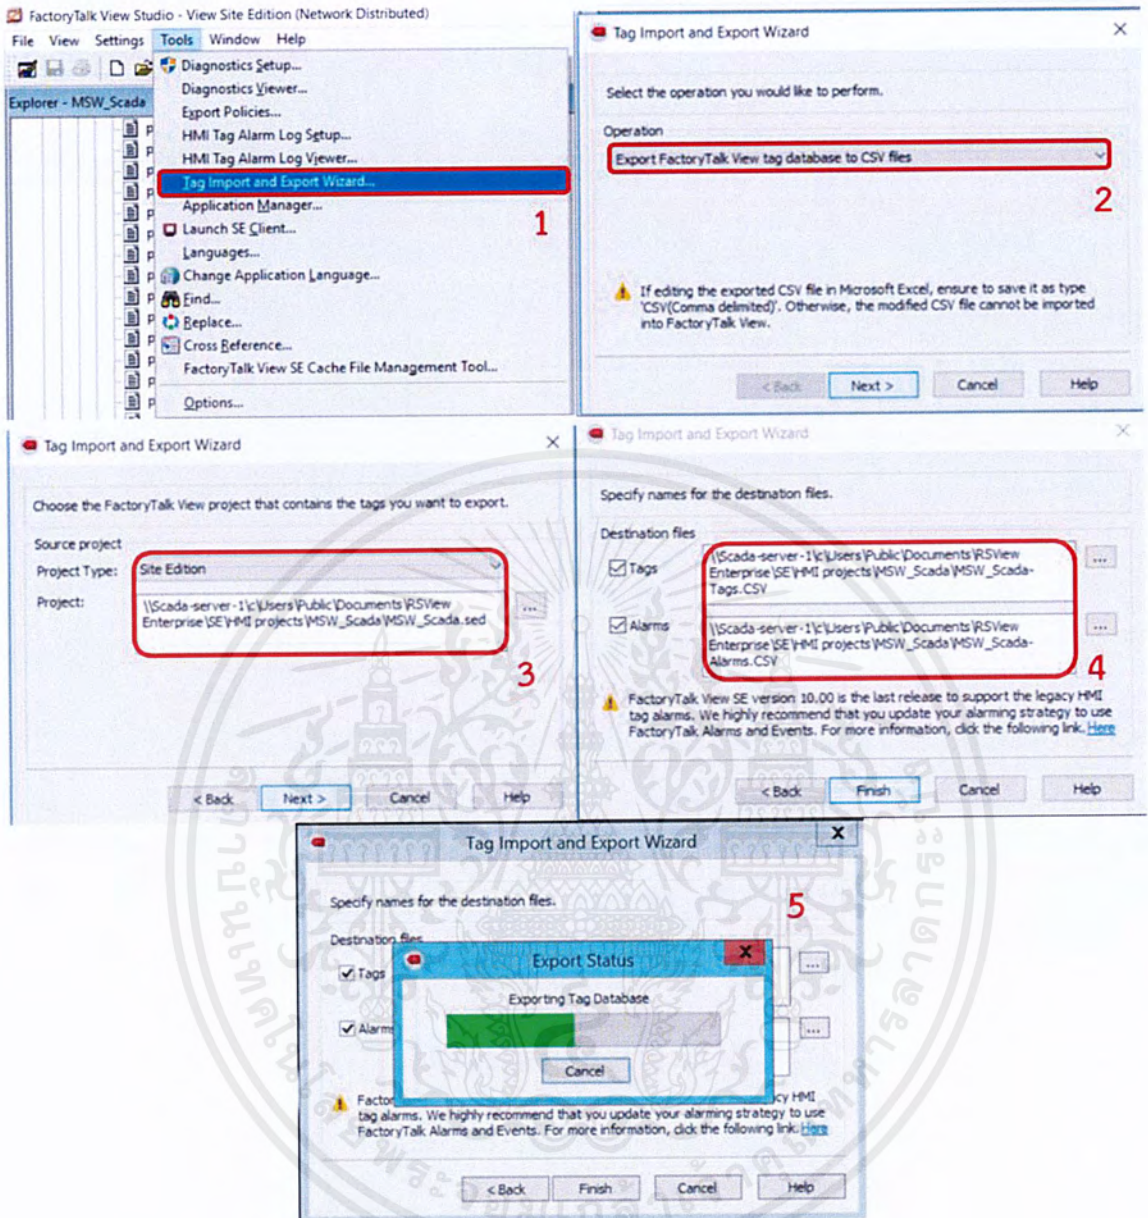 FactoryTalk View Studio - View Site Edition (Network Distributed)
File View Settings Tools Window Help
Explorer - MSW_Scada
Diagnostics Setup...
Diagnostics Viewer...
Export Policies...
HMI Tag Alarm Log Setup...
HMI Tag Alarm Log Viewer...
Tag Import and Export Wizard...
Application Manager...
Launch SE Client...
Languages...
Change Application Language...
Find...
Replace...
Cross Reference...
FactoryTalk View SE Cache File Management Tool...
Options...
1
Tag Import and Export Wizard
Select the operation you would like to perform.
Operation
Export FactoryTalk View tag database to CSV files
2
If editing the exported CSV file in Microsoft Excel, ensure to save it as type
'CSV(Comma delimited)'. Otherwise, the modified CSV file cannot be imported
into FactoryTalk View.
< Back Next > Cancel Help
Tag Import and Export Wizard
Choose the FactoryTalk View project that contains the tags you want to export.
Source project
Project Type: Site Edition
Project: \\Scada-server-1\c\Users\Public\Documents\RSView
Enterprise\SE\HMI projects\MSW_Scada\MSW_Scada.sed
...
3
< Back Next > Cancel Help
Tag Import and Export Wizard
Specify names for the destination files.
Destination files
Tags \\Scada-server-1\c\Users\Public\Documents\RSView
Enterprise\SE\HMI projects\MSW_Scada\MSW_Scada-
Tags.CSV
...
Alarms \\Scada-server-1\c\Users\Public\Documents\RSView
Enterprise\SE\HMI projects\MSW_Scada\MSW_Scada-
Alarms.CSV
...
4
FactoryTalk View SE version 10.00 is the last release to support the legacy HMI
tag alarms. We highly recommend that you update your alarming strategy to use
FactoryTalk Alarms and Events. For more information, click the following link. Here
< Back Finish Cancel Help
Tag Import and Export Wizard
Specify names for the destination files.
5
Destination files
Tags
...
Alarms
...
Export Status
Exporting Tag Database
Cancel
Factor
cy HMI
tag alarms. We highly recommend that you update your alarming strategy to use
FactoryTalk Alarms and Events. For more information, click the following link. Here
< Back Finish Cancel Help